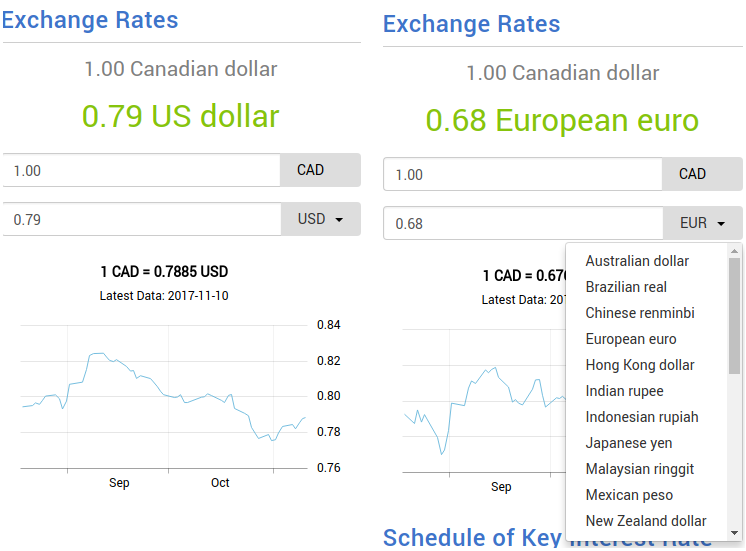 Exchange Rates
1.00 Canadian dollar
0.79 US dollar
1.00 CAD
0.79 USD
1 CAD = 0.7885 USD
Latest Data: 2017-11-10
0.84
0.82
0.80
0.78
0.76
Sep Oct
Exchange Rates
1.00 Canadian dollar
0.68 European euro
1.00 CAD
0.68 EUR
1 CAD = 0.67
Latest Data: 201
Sep
Australian dollar
Brazilian real
Chinese renminbi
European euro
Hong Kong dollar
Indian rupee
Indonesian rupiah
Japanese yen
Malaysian ringgit
Mexican peso
New Zealand dollar
Schedule of Key Interest Rate